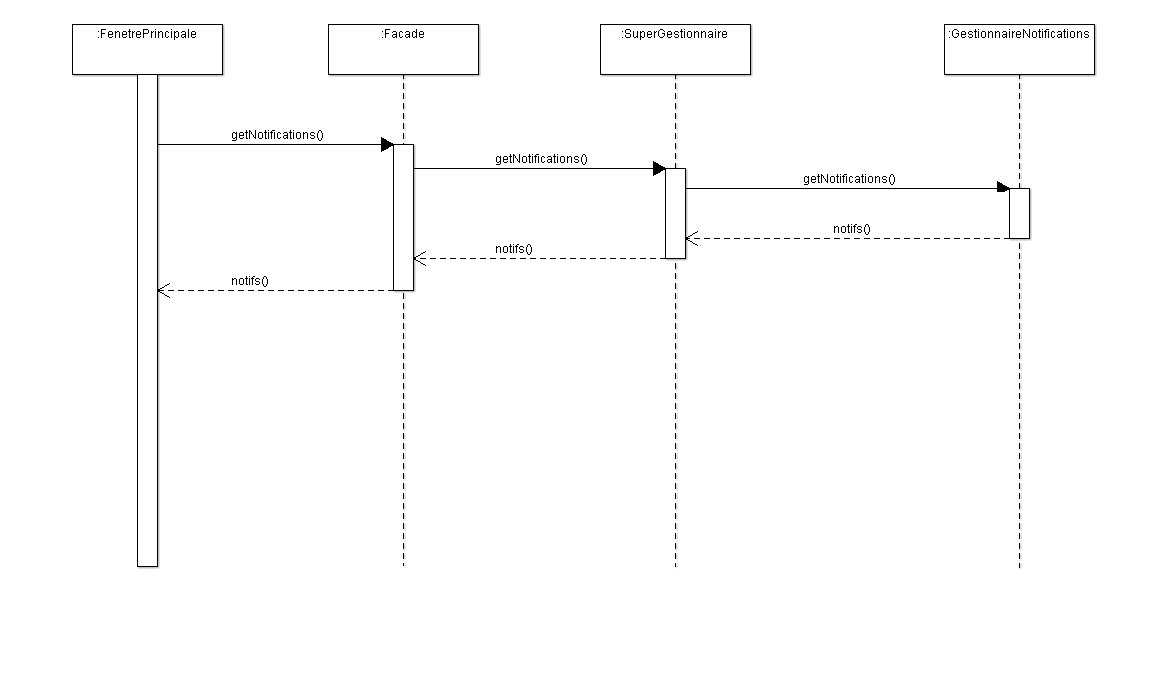 :FenetrePrincipale
:Facade
:SuperGestionnaire
:GestionnaireNotifications
getNotifications()
getNotifications()
getNotifications()
notifs()
notifs()
notifs()